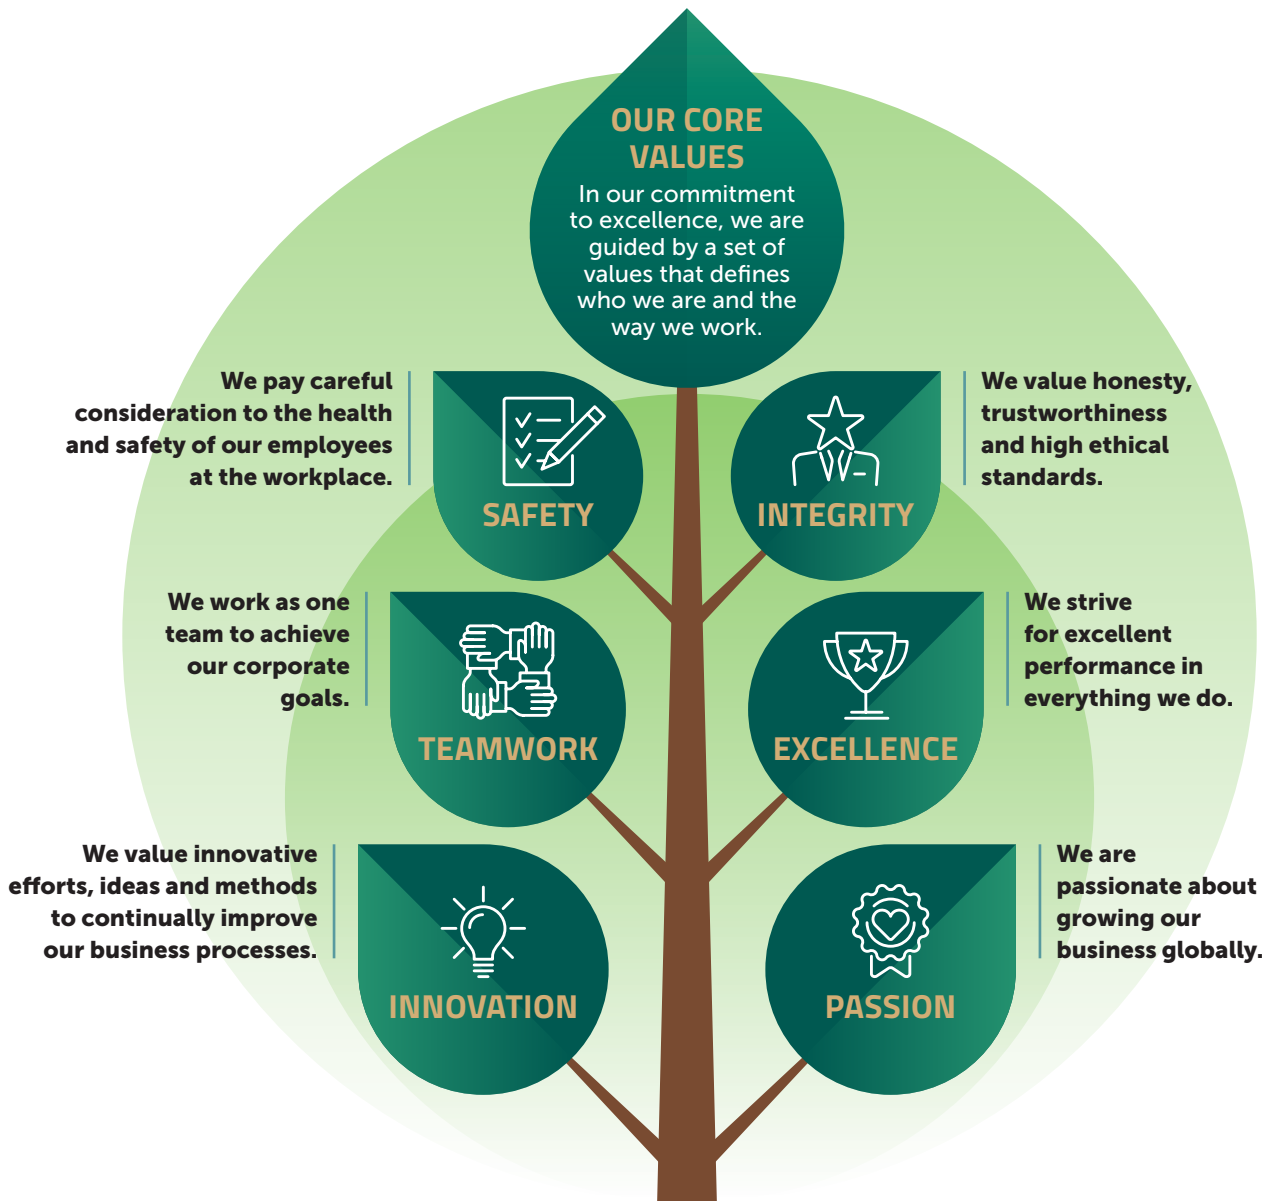 OUR CORE
VALUES
In our commitment
to excellence, we are
guided by a set of
values that defines
who we are and the
way we work.
We pay careful
consideration to the health
and safety of our employees
at the workplace.
SAFETY
INTEGRITY
We value honesty,
trustworthiness
and high ethical
standards.
We work as one
team to achieve
our corporate
goals.
TEAMWORK
EXCELLENCE
We strive
for excellent
performance in
everything we do.
We value innovative
efforts, ideas and methods
to continually improve
our business processes.
INNOVATION
PASSION
We are
passionate about
growing our
business globally.